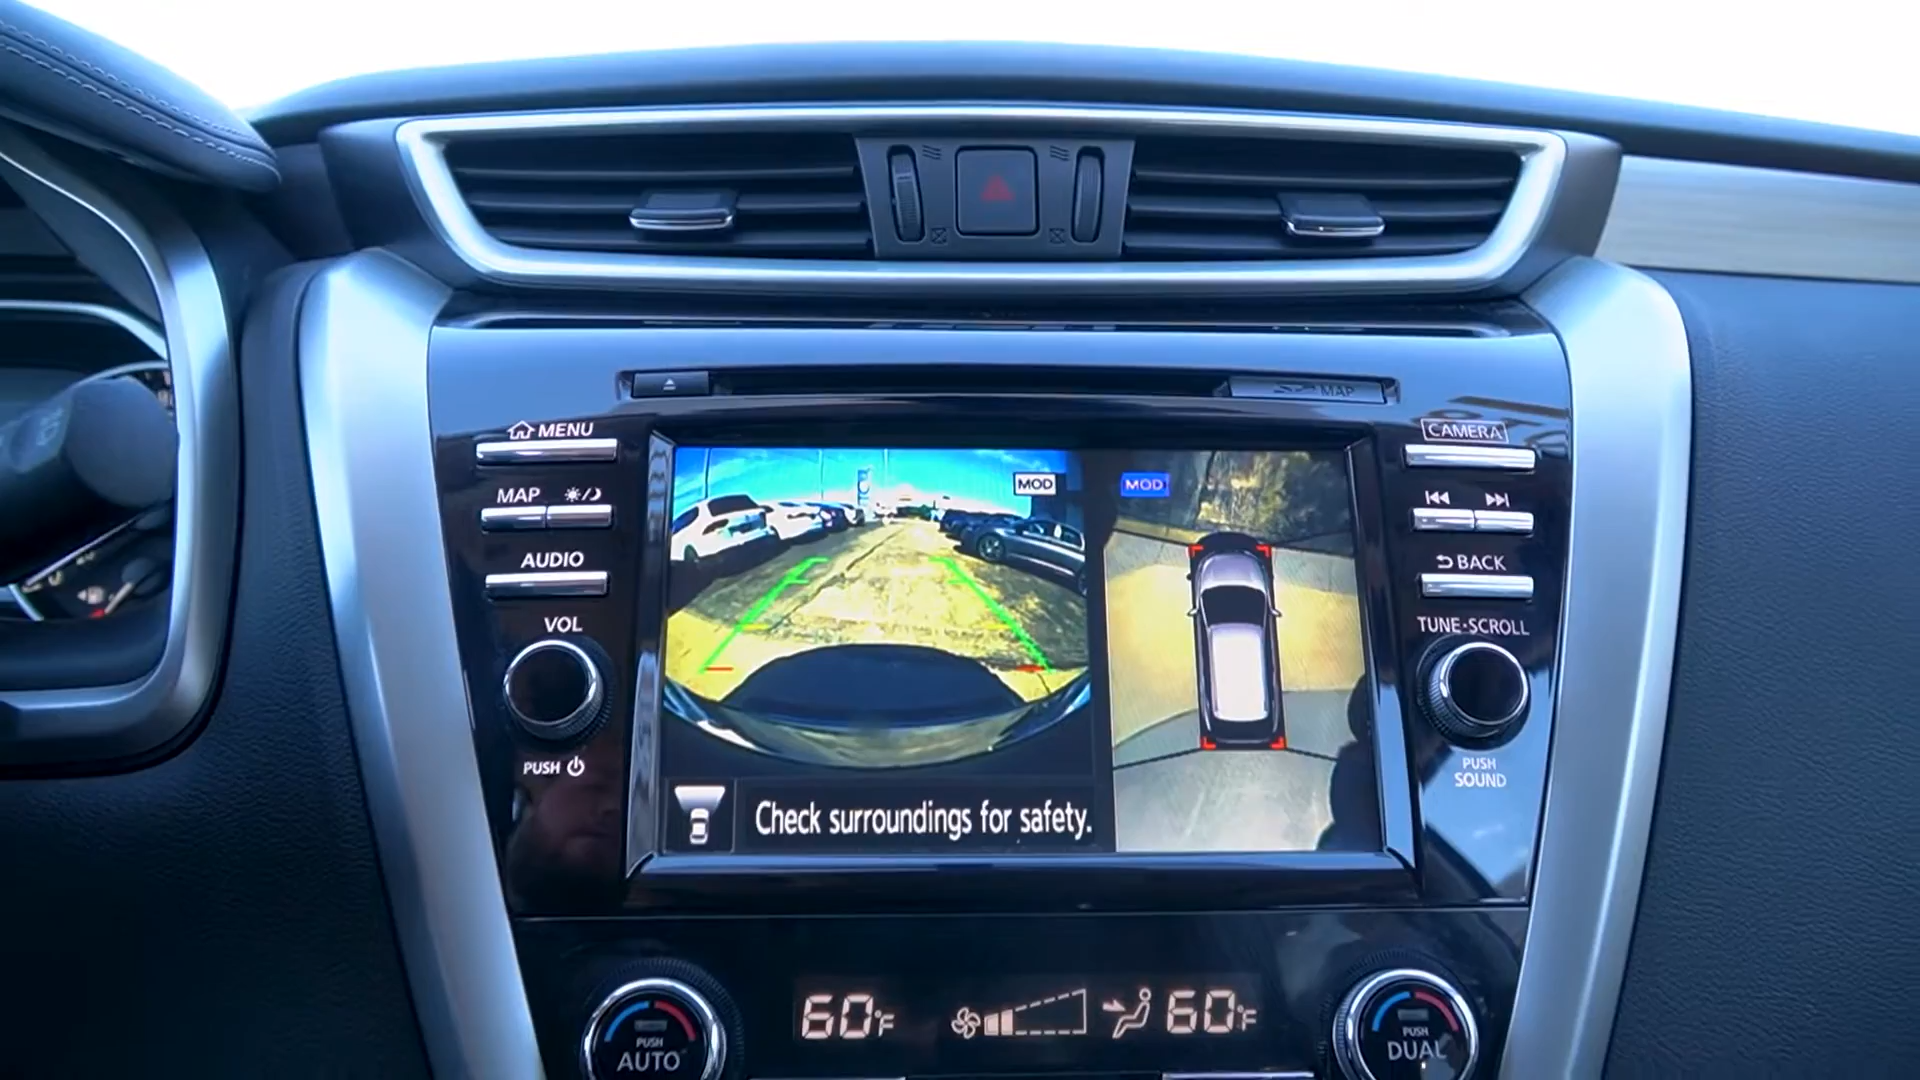 MAP
MENU
CAMERA
MOD
MOD
MAP
AUDIO
BACK
VOL
TUNE·SCROLL
PUSH
PUSH
SOUND
Check surroundings for safety.
60°F
60°F
PUSH
AUTO
PUSH
DUAL